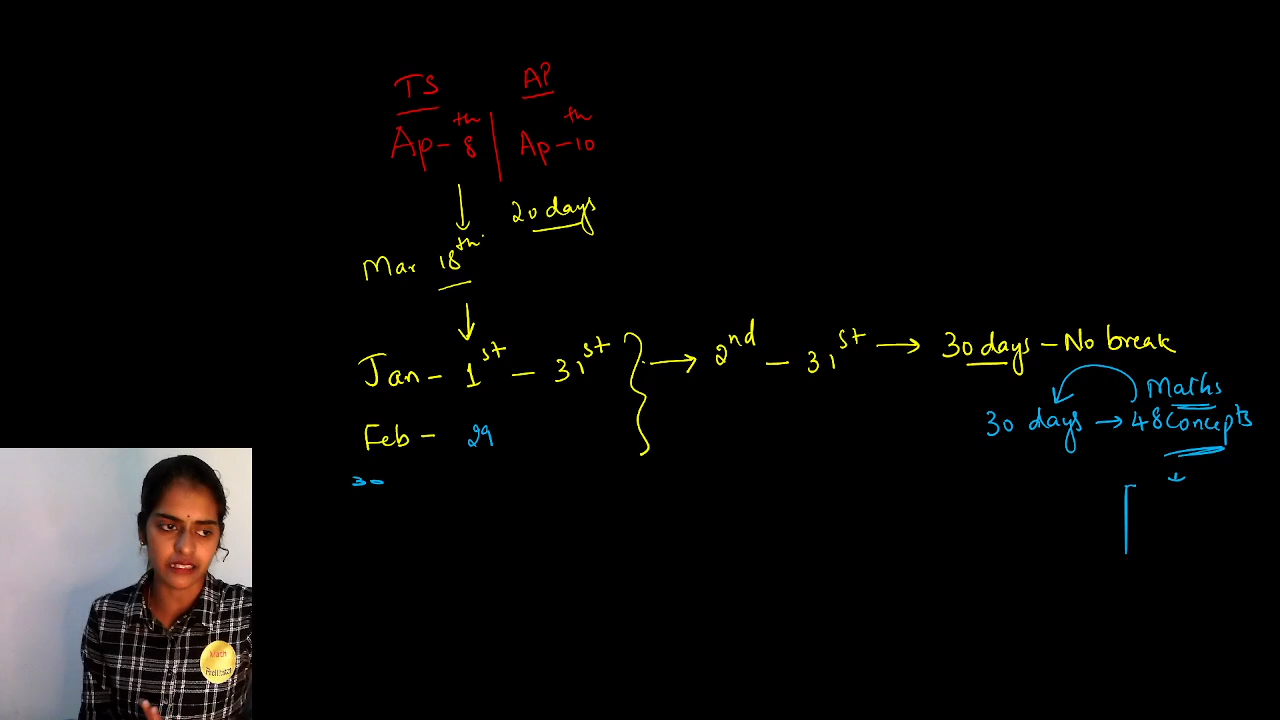 TS AP
Ap-8th | Ap-10th
20 days
Mar 18th
Jan - 1st - 31st } → 2nd - 31st → 30 days - No break
Maths
30 days → 48 concepts
Feb - 29
30
Math